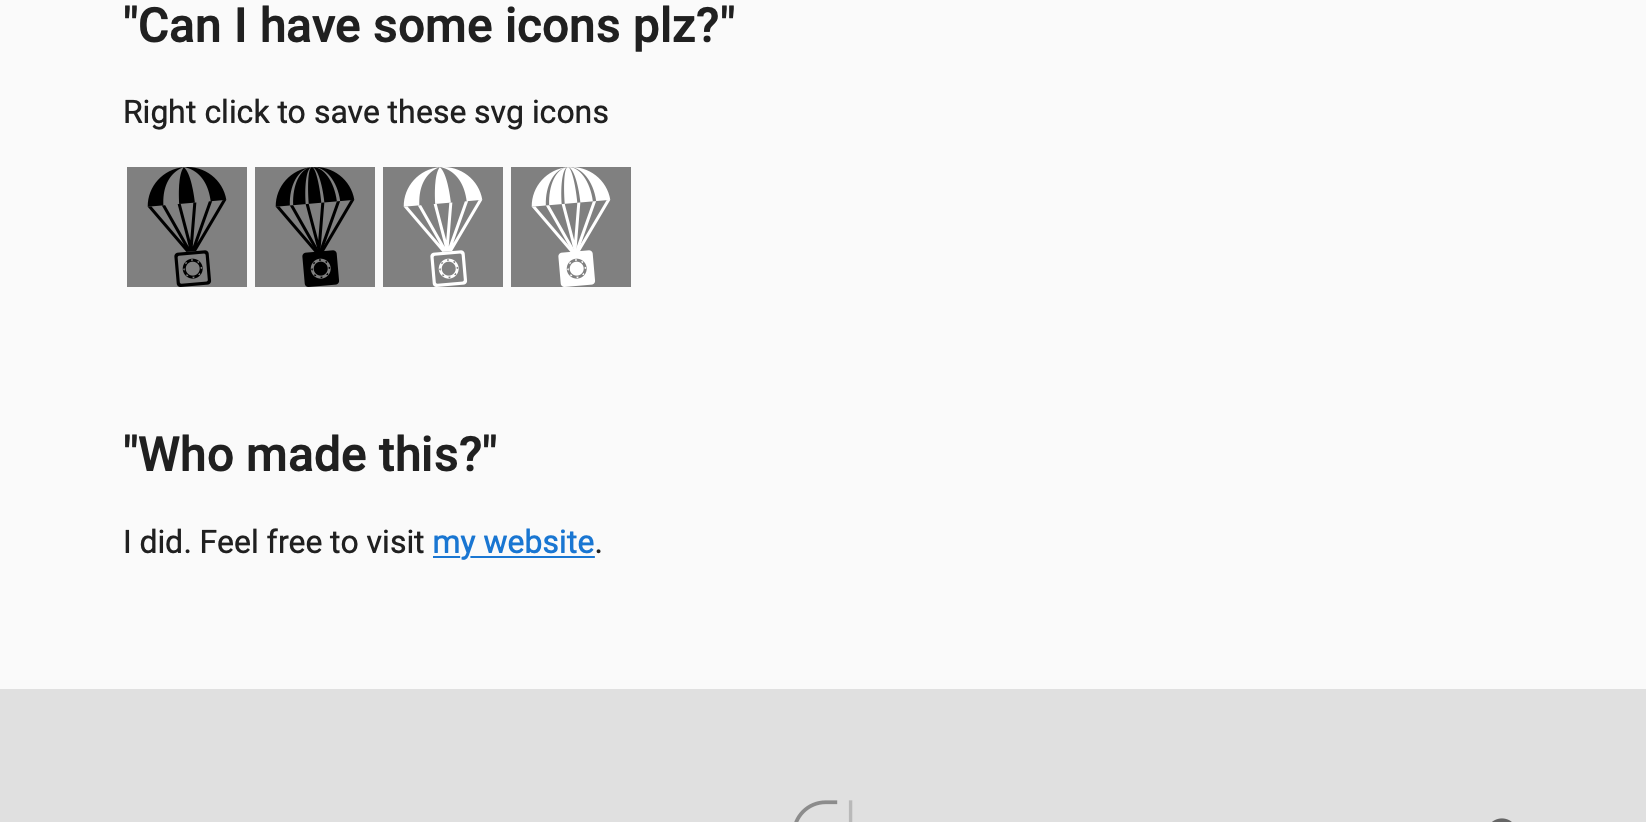 "Can I have some icons plz?"
Right click to save these svg icons
"Who made this?"
I did. Feel free to visit my website.